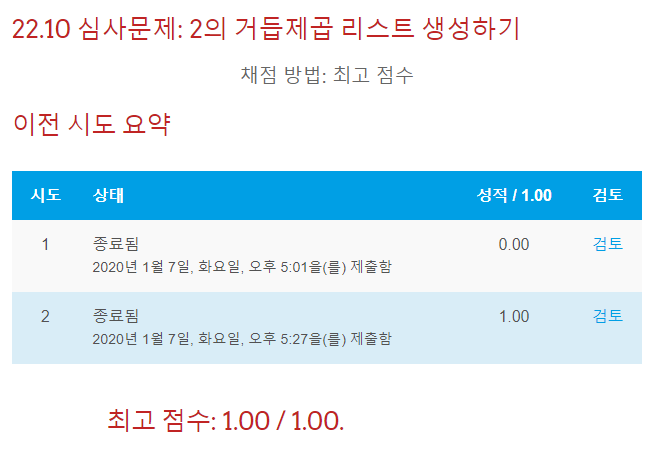 22.10 심사문제: 2의 거듭제곱 리스트 생성하기
채점 방법: 최고 점수
이전 시도 요약
시도 상태 성적 / 1.00 검토
1 종료됨 0.00 검토
2020년 1월 7일, 화요일, 오후 5:01을(를) 제출함
2 종료됨 1.00 검토
2020년 1월 7일, 화요일, 오후 5:27을(를) 제출함
최고 점수: 1.00 / 1.00.